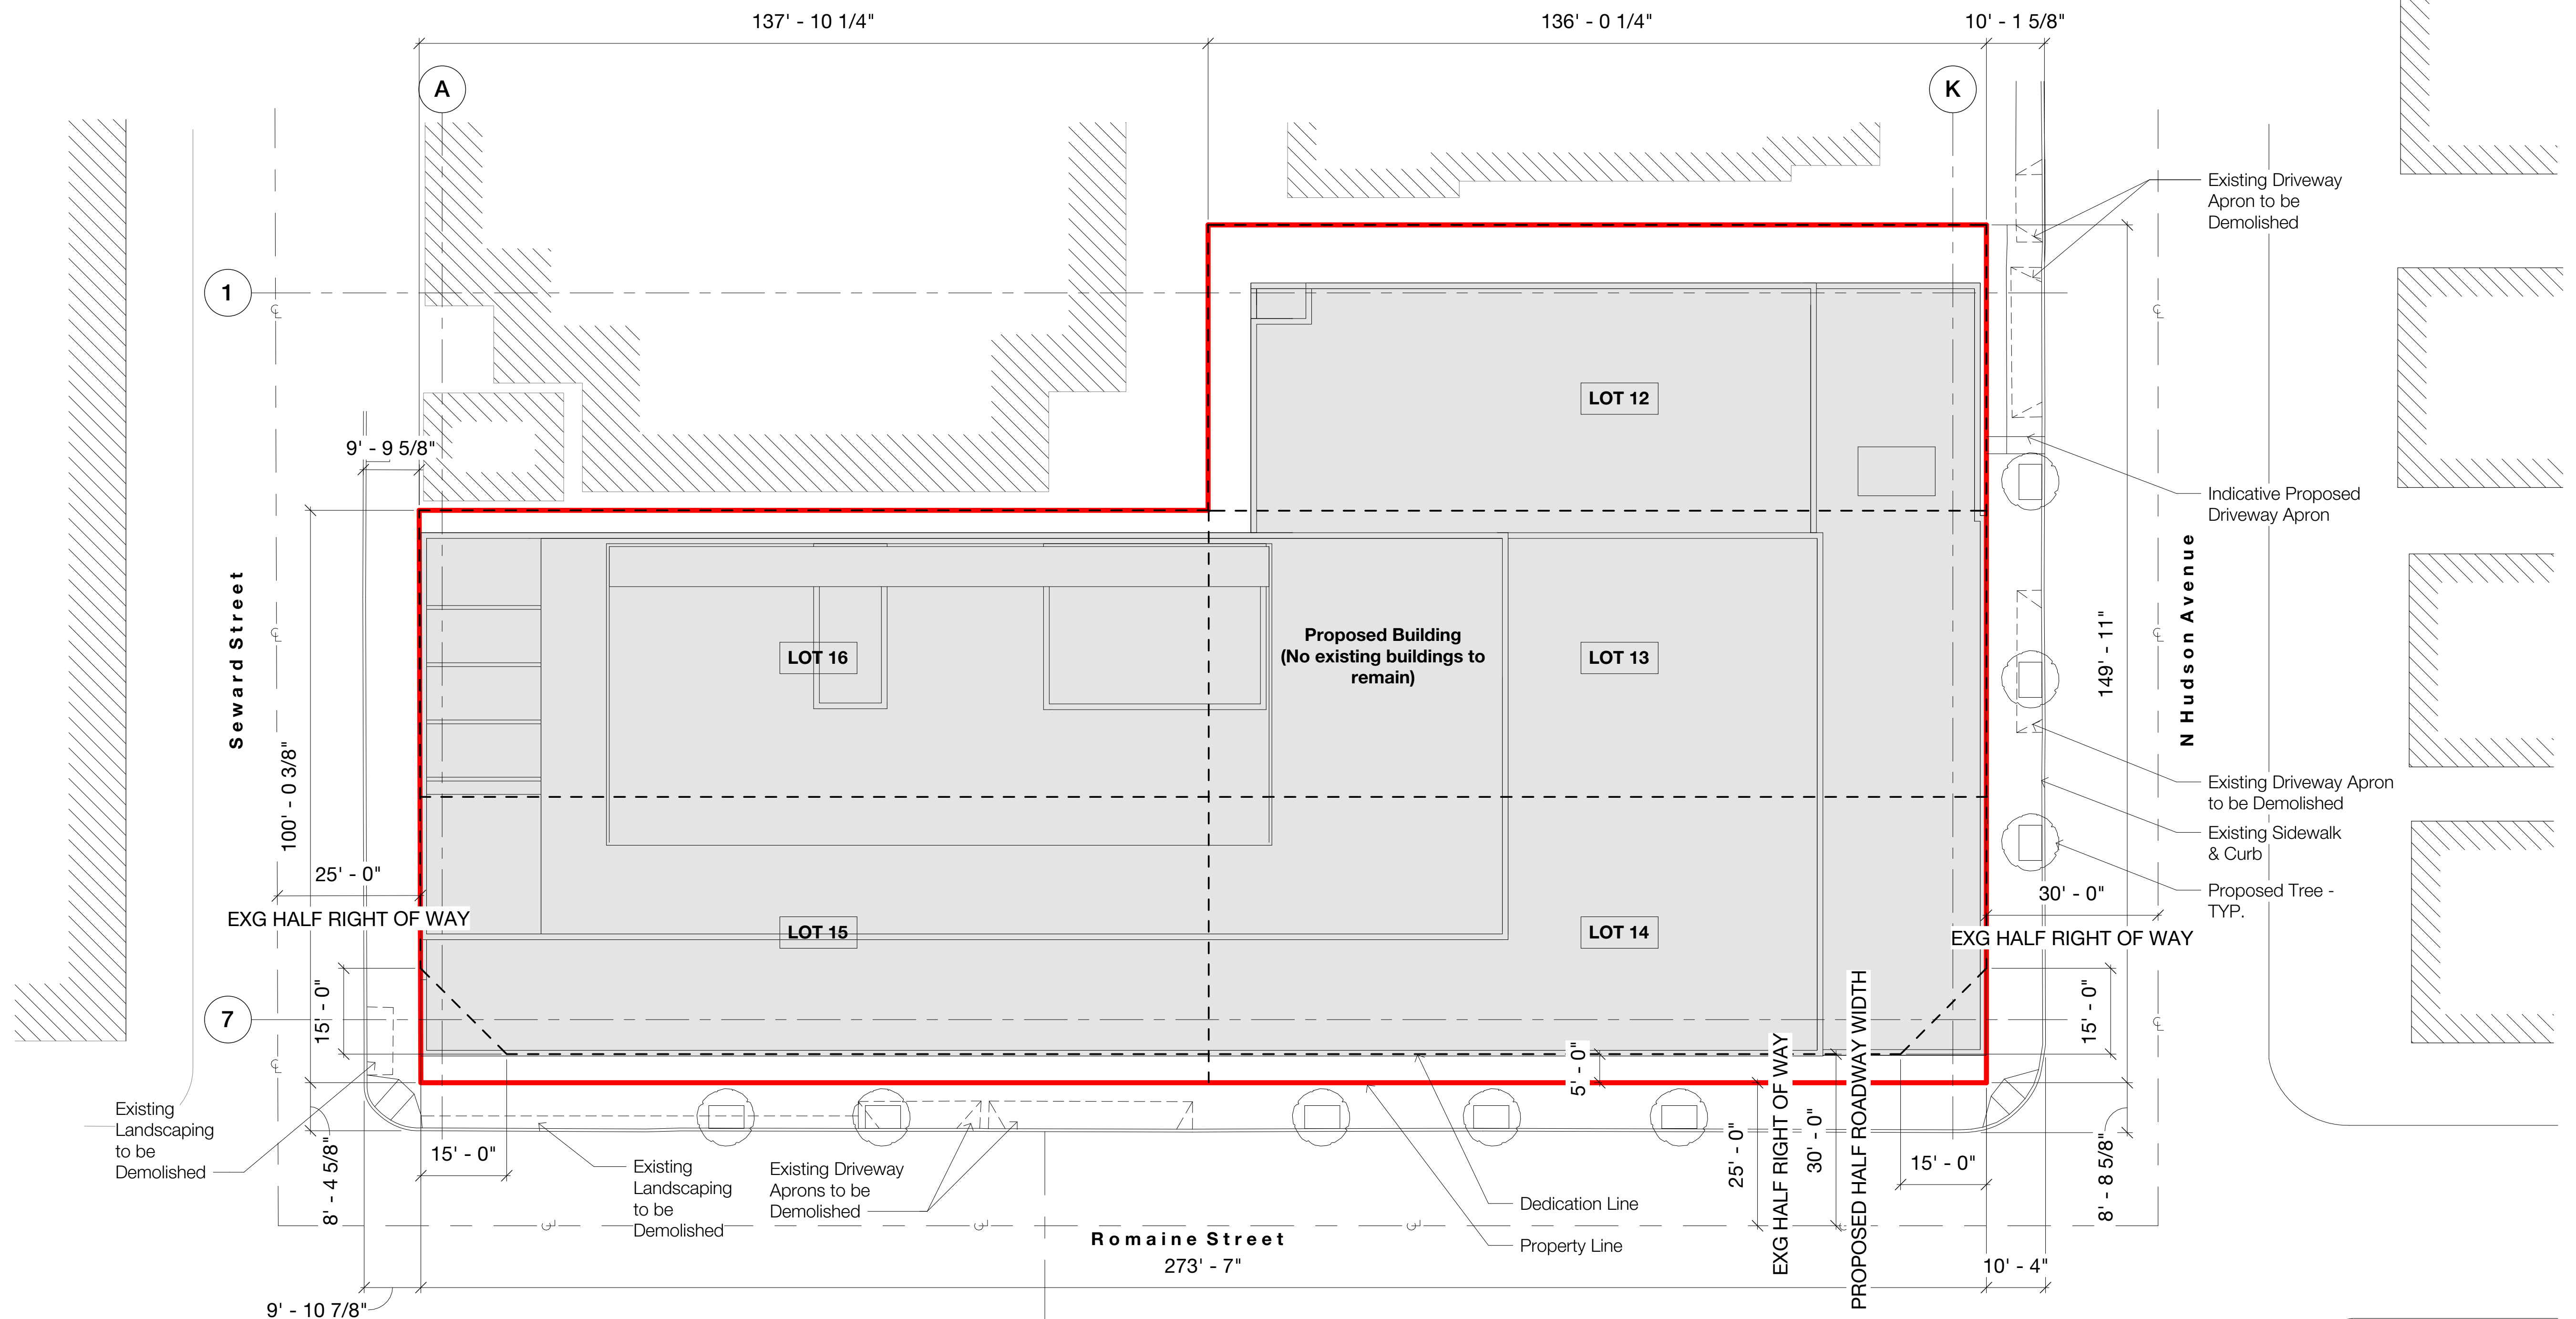 137' - 10 1/4"
136' - 0 1/4"
10' - 1 5/8"
A
K
Existing Driveway
Apron to be
Demolished
1
LOT 12
9' - 9 5/8"
Indicative Proposed
Driveway Apron
Seward Street
N Hudson Avenue
149' - 11"
Proposed Building
(No existing buildings to
remain)
LOT 16
LOT 13
100' - 0 3/8"
Existing Driveway Apron
to be Demolished
Existing Sidewalk
& Curb
25' - 0"
EXG HALF RIGHT OF WAY
Proposed Tree -
TYP.
30' - 0"
EXG HALF RIGHT OF WAY
LOT 15
LOT 14
15' - 0"
15' - 0"
7
5' - 0"
EXG HALF RIGHT OF WAY
PROPOSED HALF ROADWAY WIDTH
25' - 0"
30' - 0"
Existing
Landscaping
to be
Demolished
8' - 4 5/8"
15' - 0"
Existing
Landscaping
to be
Demolished
Existing Driveway
Aprons to be
Demolished
15' - 0"
8' - 8 5/8"
Dedication Line
Property Line
Romaine Street
273' - 7"
10' - 4"
9' - 10 7/8"